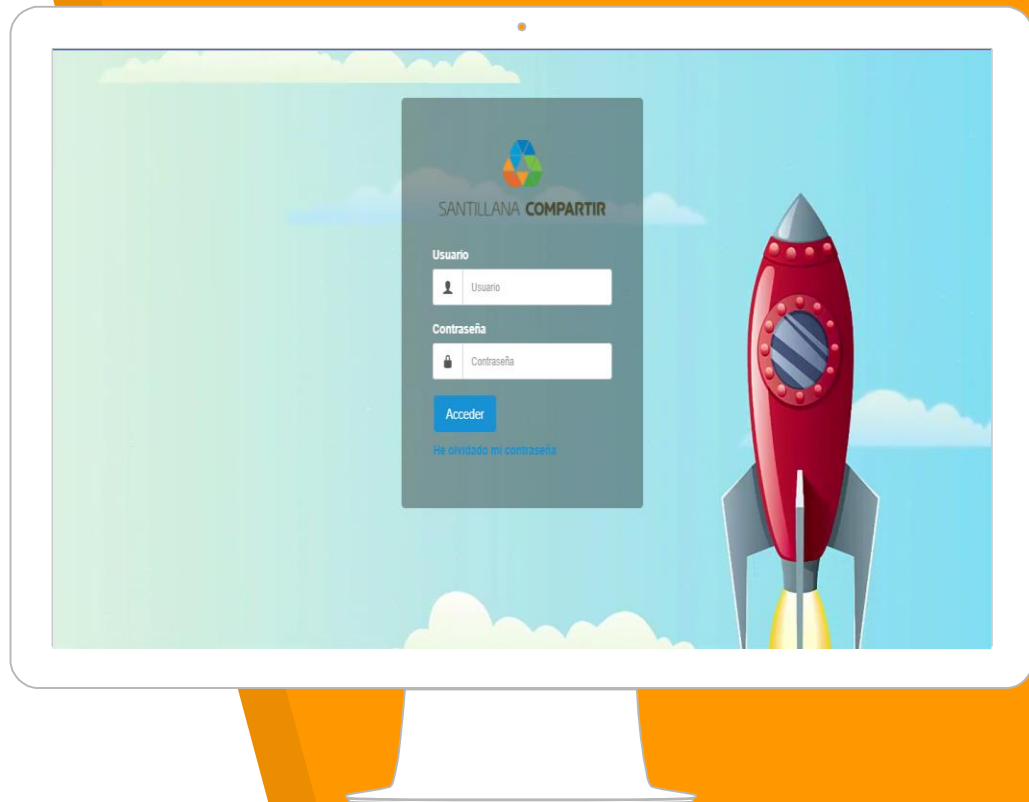 SANTILLANA COMPARTIR
Usuario
Usuario
Contraseña
Contraseña
Acceder
He olvidado mi contraseña